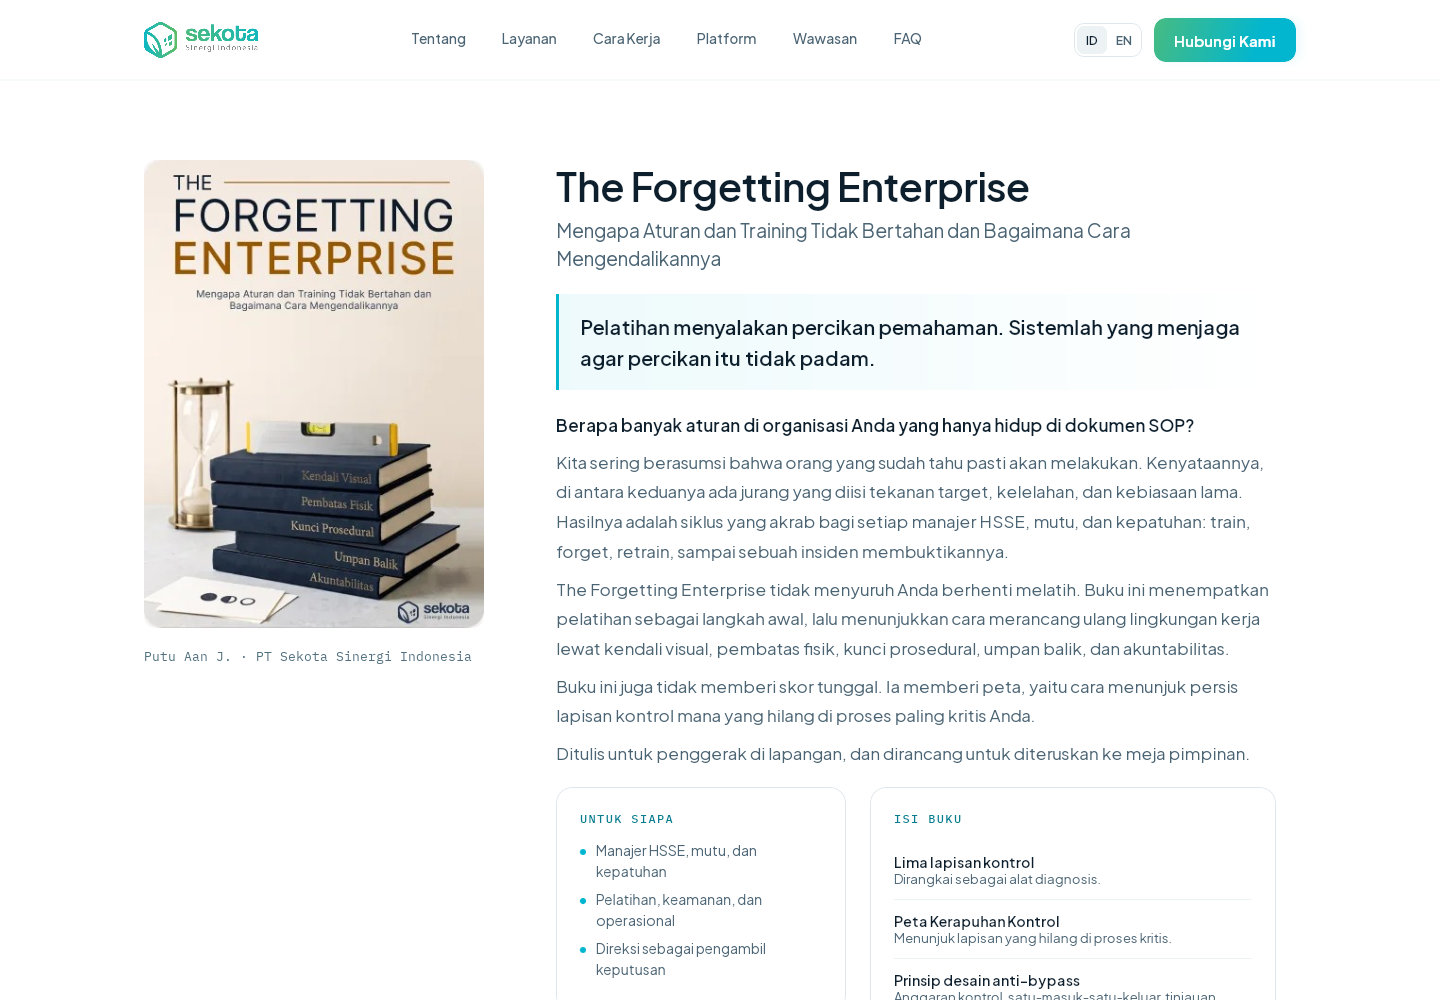 sekota
Sinergi Indonesia
Tentang
Layanan
Cara Kerja
Platform
Wawasan
FAQ
ID
EN
Hubungi Kami
THE
FORGETTING
ENTERPRISE
Mengapa Aturan dan Training Tidak Bertahan dan
Bagaimana Cara Mengendalikannya
Kendali Visual
Pembatas Fisik
Kunci Prosedural
Umpan Balik
Akuntabilitas
sekota
Sinergi Indonesia
Putu Aan J. · PT Sekota Sinergi Indonesia
The Forgetting Enterprise
Mengapa Aturan dan Training Tidak Bertahan dan Bagaimana Cara
Mengendalikannya
Pelatihan menyalakan percikan pemahaman. Sistemlah yang menjaga
agar percikan itu tidak padam.
Berapa banyak aturan di organisasi Anda yang hanya hidup di dokumen SOP?
Kita sering berasumsi bahwa orang yang sudah tahu pasti akan melakukan. Kenyataannya,
di antara keduanya ada jurang yang diisi tekanan target, kelelahan, dan kebiasaan lama.
Hasilnya adalah siklus yang akrab bagi setiap manajer HSSE, mutu, dan kepatuhan: train,
forget, retrain, sampai sebuah insiden membuktikannya.
The Forgetting Enterprise tidak menyuruh Anda berhenti melatih. Buku ini menempatkan
pelatihan sebagai langkah awal, lalu menunjukkan cara merancang ulang lingkungan kerja
lewat kendali visual, pembatas fisik, kunci prosedural, umpan balik, dan akuntabilitas.
Buku ini juga tidak memberi skor tunggal. Ia memberi peta, yaitu cara menunjuk persis
lapisan kontrol mana yang hilang di proses paling kritis Anda.
Ditulis untuk penggerak di lapangan, dan dirancang untuk diteruskan ke meja pimpinan.
UNTUK SIAPA
Manajer HSSE, mutu, dan
kepatuhan
Pelatihan, keamanan, dan
operasional
Direksi sebagai pengambil
keputusan
ISI BUKU
Lima lapisan kontrol
Dirangkai sebagai alat diagnosis.
Peta Kerapuhan Kontrol
Menunjuk lapisan yang hilang di proses kritis.
Prinsip desain anti-bypass
Anggaran kontrol, satu-masuk-satu-keluar, tinjauan